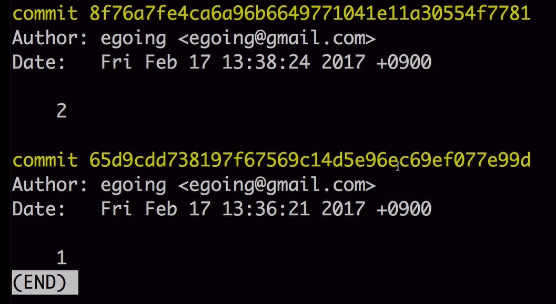 commit 8f76a7fe4ca6a96b6649771041e11a30554f7781
Author: egoing <egoing@gmail.com>
Date:   Fri Feb 17 13:38:24 2017 +0900
    2
commit 65d9cdd738197f67569c14d5e96ec69ef077e99d
Author: egoing <egoing@gmail.com>
Date:   Fri Feb 17 13:36:21 2017 +0900
    1
(END)